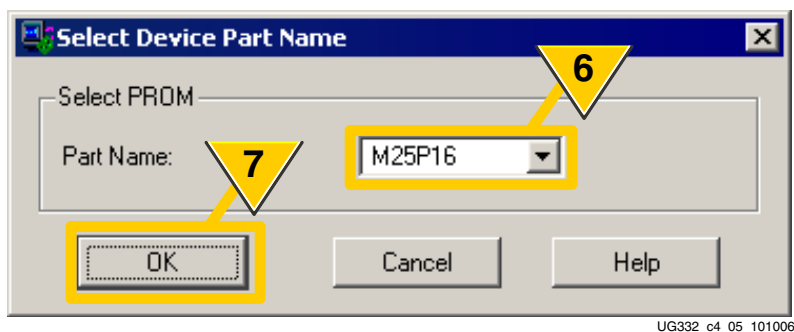 Select Device Part Name
6
Select PROM
Part Name:
M25P16
7
OK
Cancel
Help
UG332_c4_05_101006